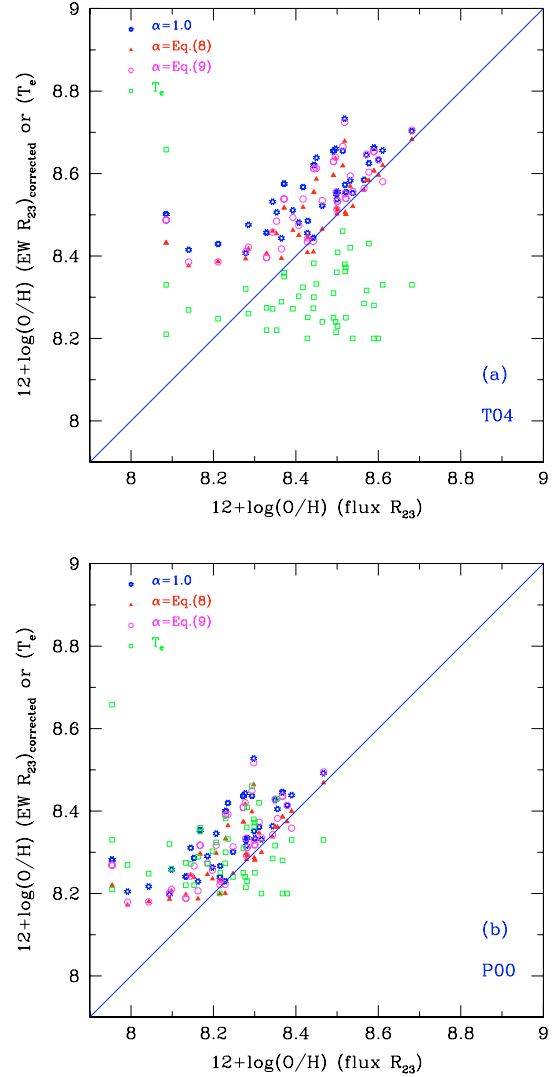 9
8.8
8.6
8.4
8.2
8
α=1.0
α=Eq.(8)
α=Eq.(9)
Te
(a)
T04
8 8.2 8.4 8.6 8.8 9
12+log(O/H) (flux R23)
12+log(O/H) (EW R23)corrected or (Te)
9
8.8
8.6
8.4
8.2
8
α=1.0
α=Eq.(8)
α=Eq.(9)
Te
(b)
P00
8 8.2 8.4 8.6 8.8 9
12+log(O/H) (flux R23)
12+log(O/H) (EW R23)corrected or (Te)